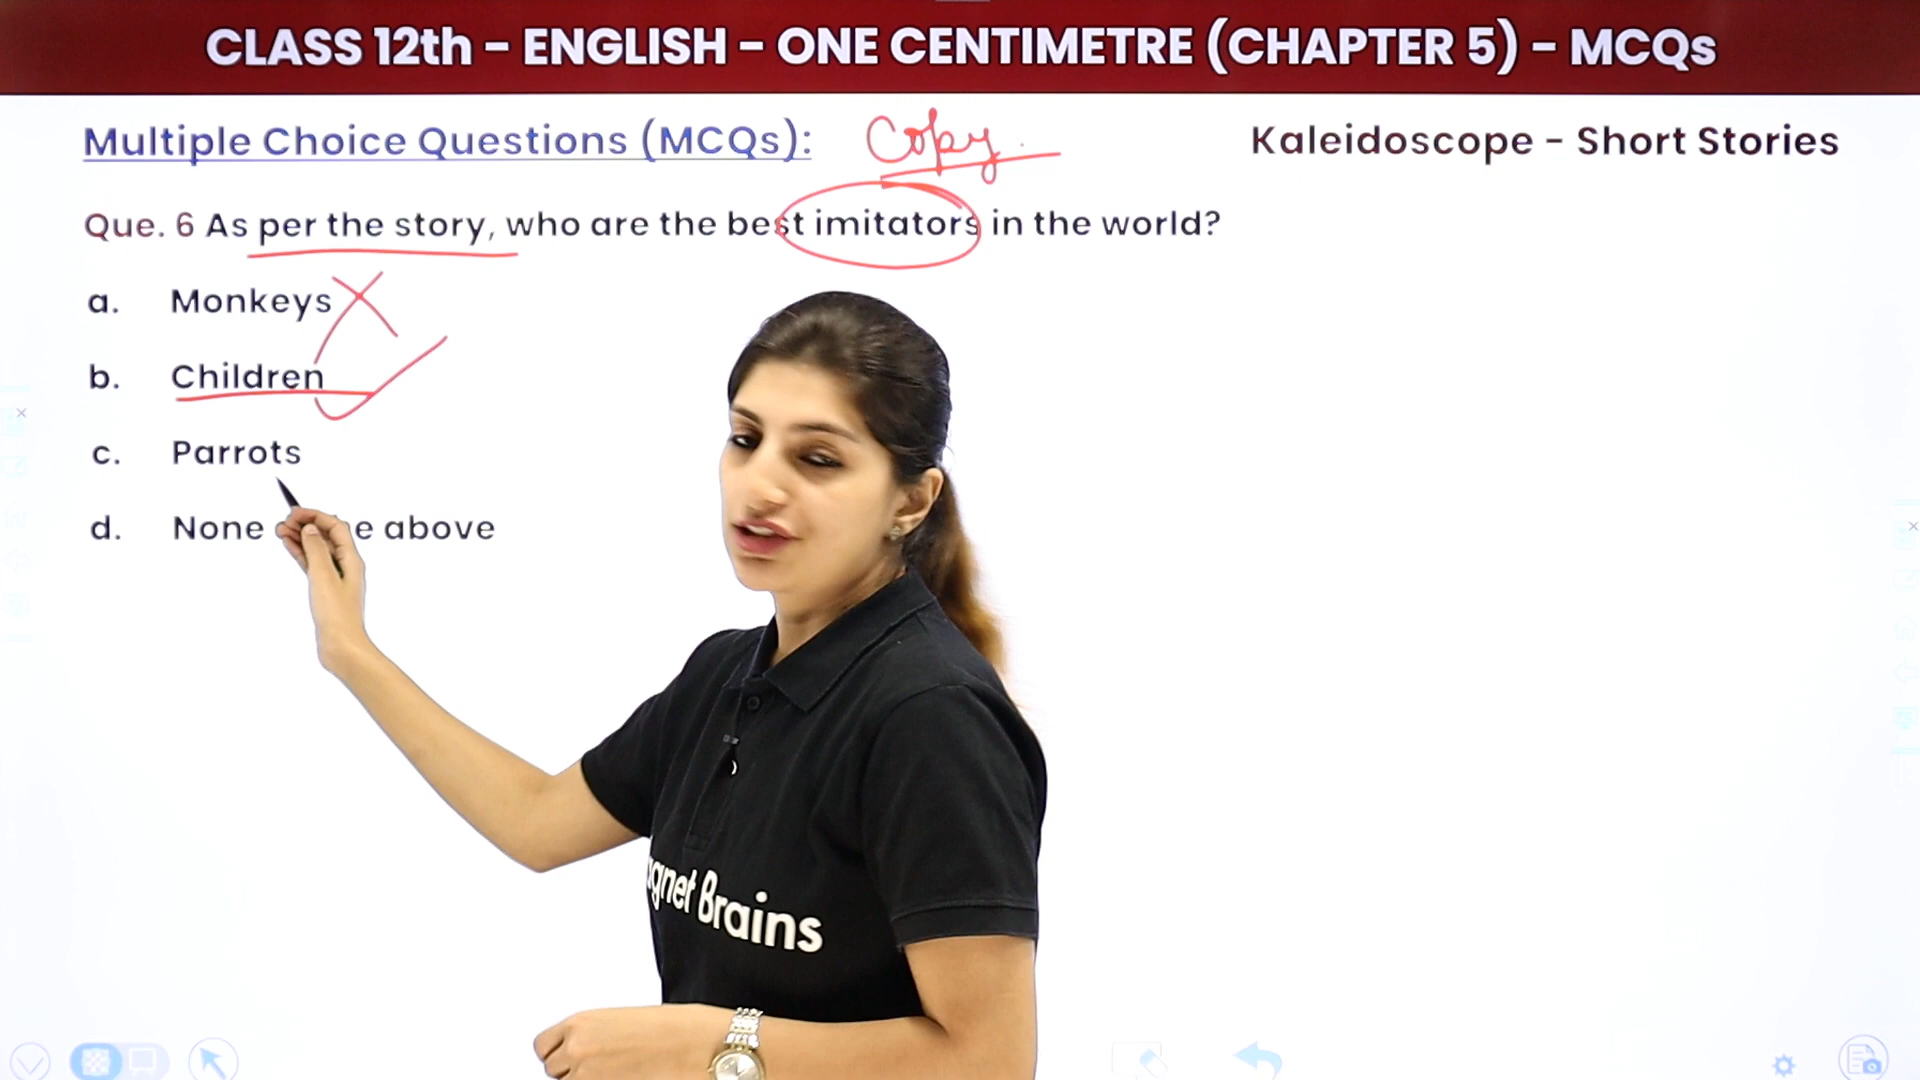 CLASS 12th – ENGLISH – ONE CENTIMETRE (CHAPTER 5) – MCQs
Multiple Choice Questions (MCQs): Copy Kaleidoscope – Short Stories
Que. 6 As per the story, who are the best imitators in the world?
a. Monkeys
b. Children
c. Parrots
d. None above
Brains